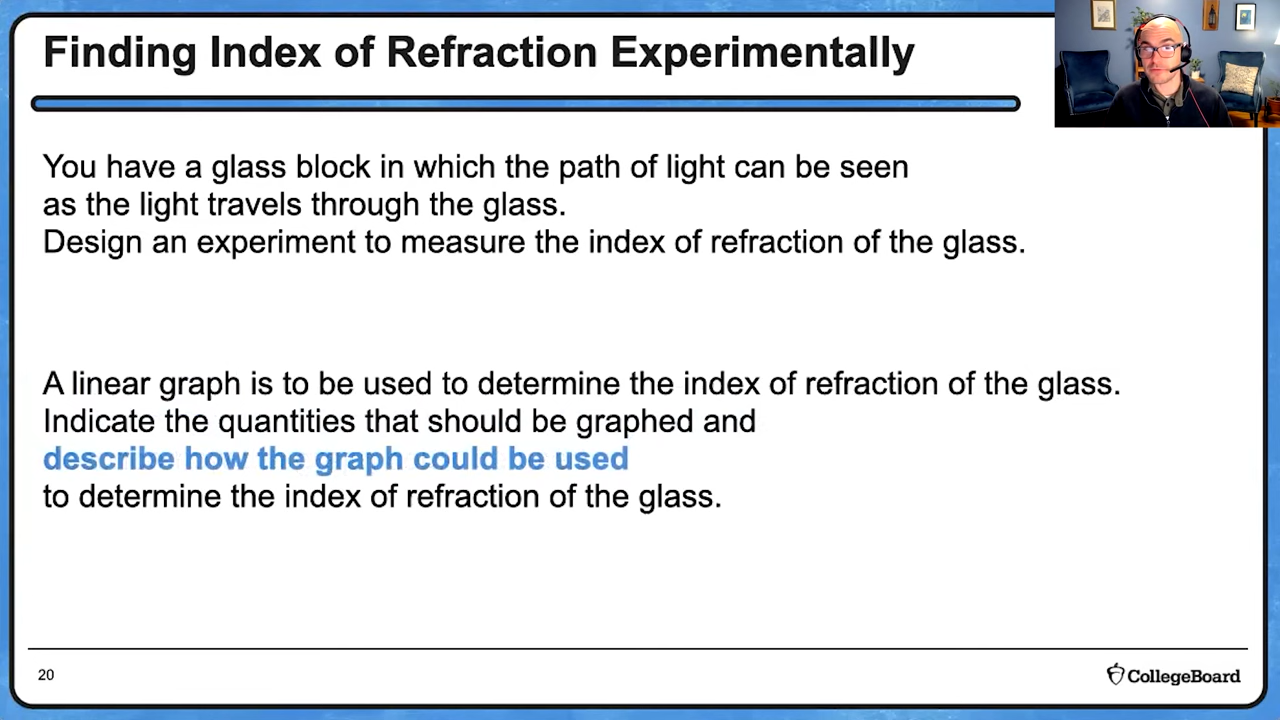 Finding Index of Refraction Experimentally
You have a glass block in which the path of light can be seen
as the light travels through the glass.
Design an experiment to measure the index of refraction of the glass.
A linear graph is to be used to determine the index of refraction of the glass.
Indicate the quantities that should be graphed and
describe how the graph could be used
to determine the index of refraction of the glass.
20
CollegeBoard